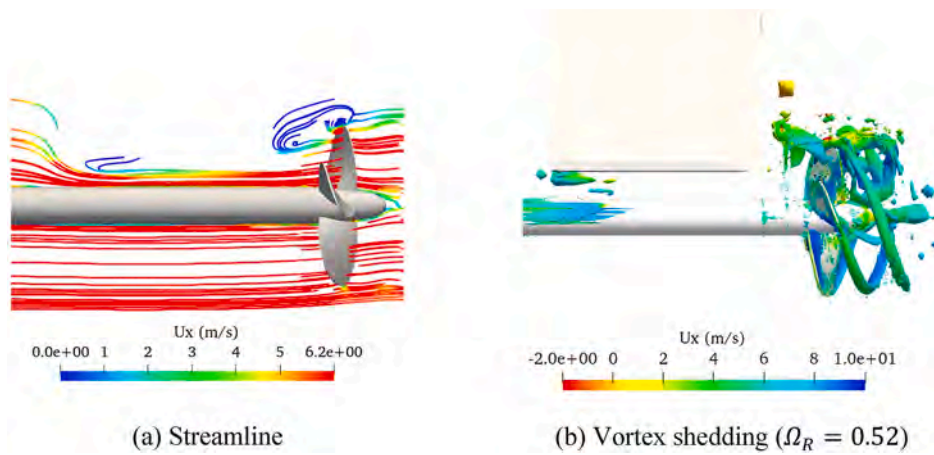 Ux (m/s)
0.0e+00 1 2 3 4 5 6.2e+00
(a) Streamline
Ux (m/s)
-2.0e+00 0 2 4 6 8 1.0e+01
(b) Vortex shedding (Ω_R = 0.52)